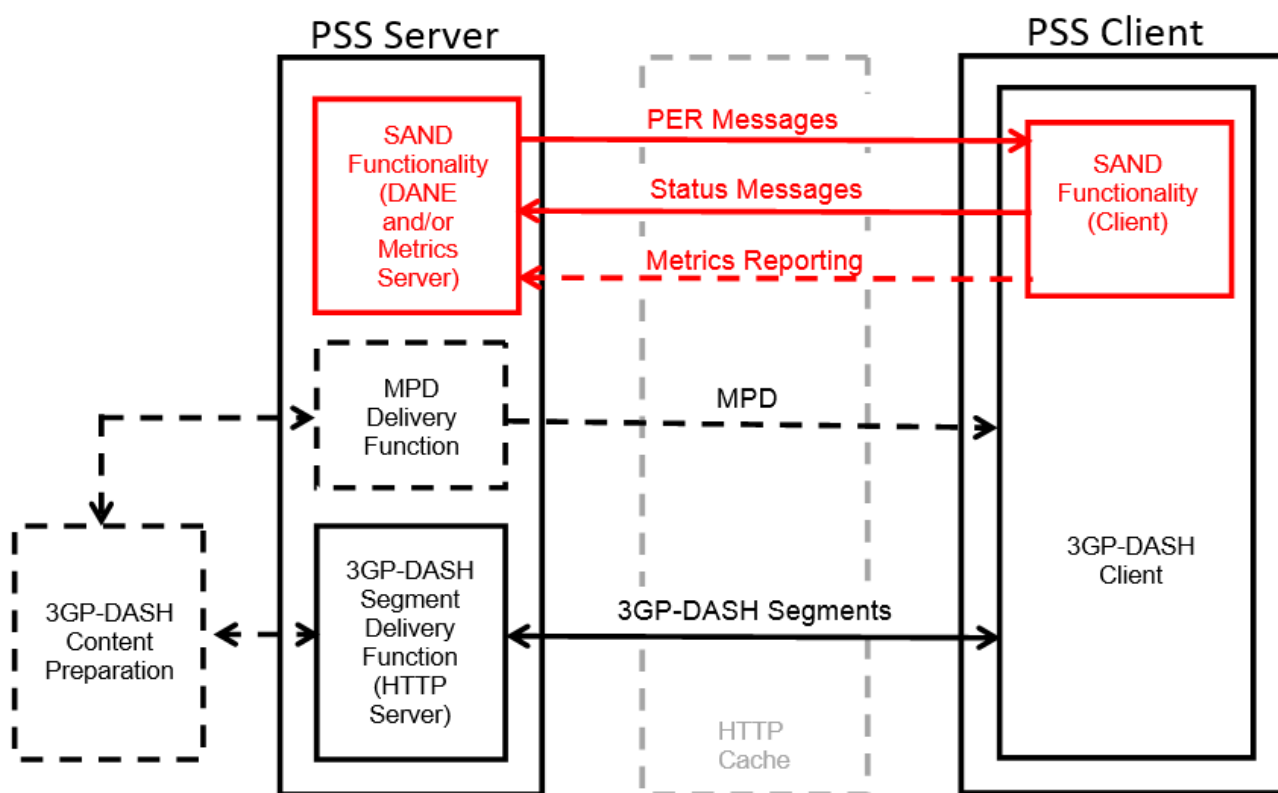 PSS Server
PSS Client
SAND
Functionality
(DANE
and/or
Metrics
Server)
PER Messages
Status Messages
Metrics Reporting
SAND
Functionality
(Client)
MPD
Delivery
Function
MPD
3GP-DASH
Content
Preparation
3GP-DASH
Segment
Delivery
Function
(HTTP
Server)
3GP-DASH Segments
3GP-DASH
Client
HTTP
Cache